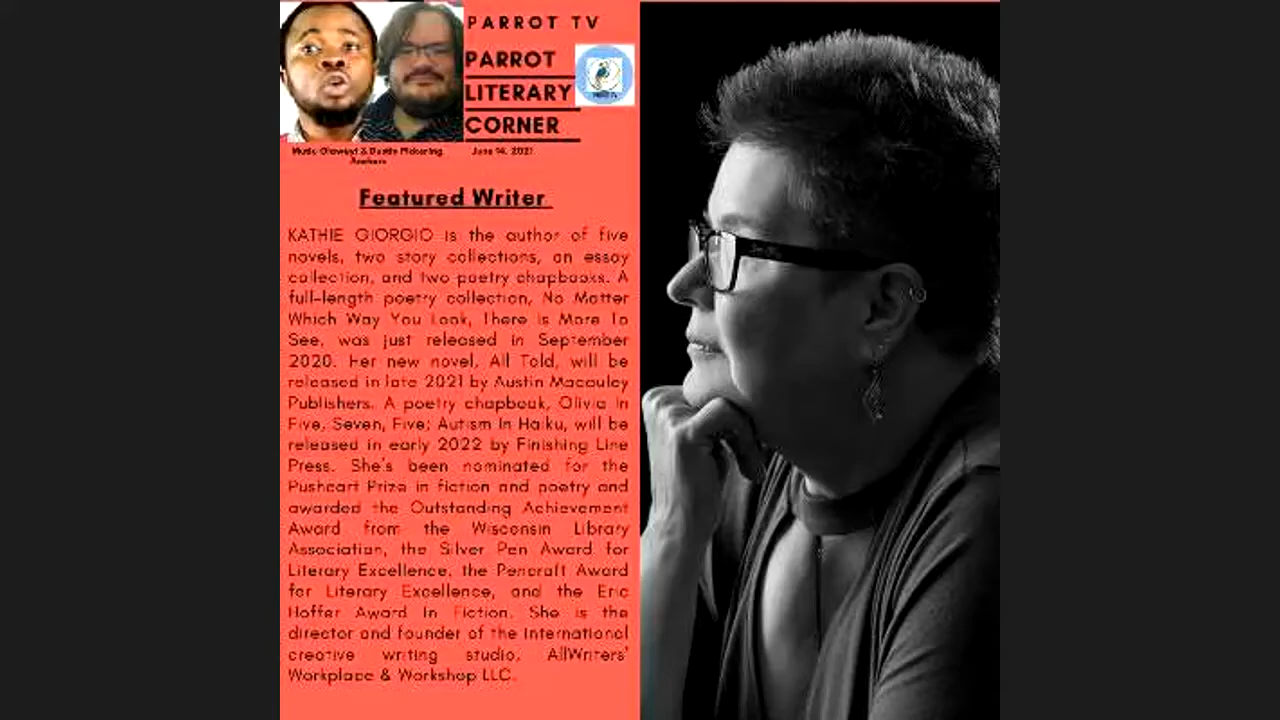 PARROT TV
PARROT
LITERARY
CORNER
& Dustin Pickering,
Anchors
June 14, 2021
Featured Writer
KATHIE GIORGIO is the author of five
novels, two story collections, an essay
collection, and two poetry chapbooks. A
full-length poetry collection, No Matter
Which Way You Look, There Is More To
See, was just released in September
2020. Her new novel, All Told, will be
released in late 2021 by Austin Macauley
Publishers. A poetry chapbook, Olivia In
Five, Seven, Five; Autism In Haiku, will be
released in early 2022 by Finishing Line
Press. She's been nominated for the
Pushcart Prize in fiction and poetry and
awarded the Outstanding Achievement
Award from the Wisconsin Library
Association, the Silver Pen Award for
Literary Excellence, the Pencraft Award
for Literary Excellence, and the Eric
Hoffer Award In Fiction. She is the
director and founder of the international
creative writing studio, AllWriters'
Workplace & Workshop LLC.